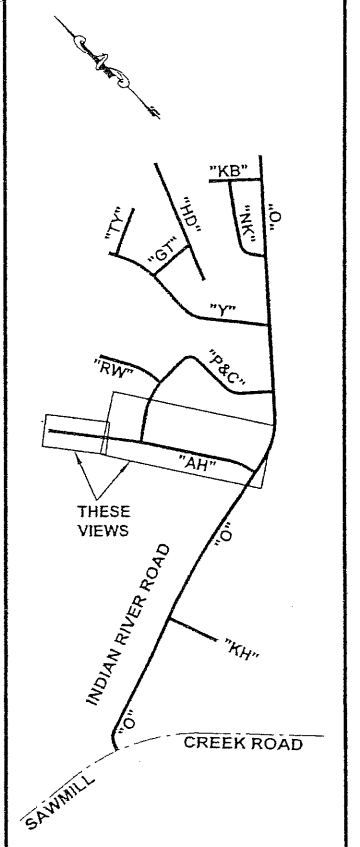 "KB"
"TY"
"HD"
"NK"
"O"
"GT"
"Y"
"RW"
"P&C"
"AH"
THESE
VIEWS
"O"
INDIAN RIVER ROAD
"KH"
"O"
CREEK ROAD
SAWMILL